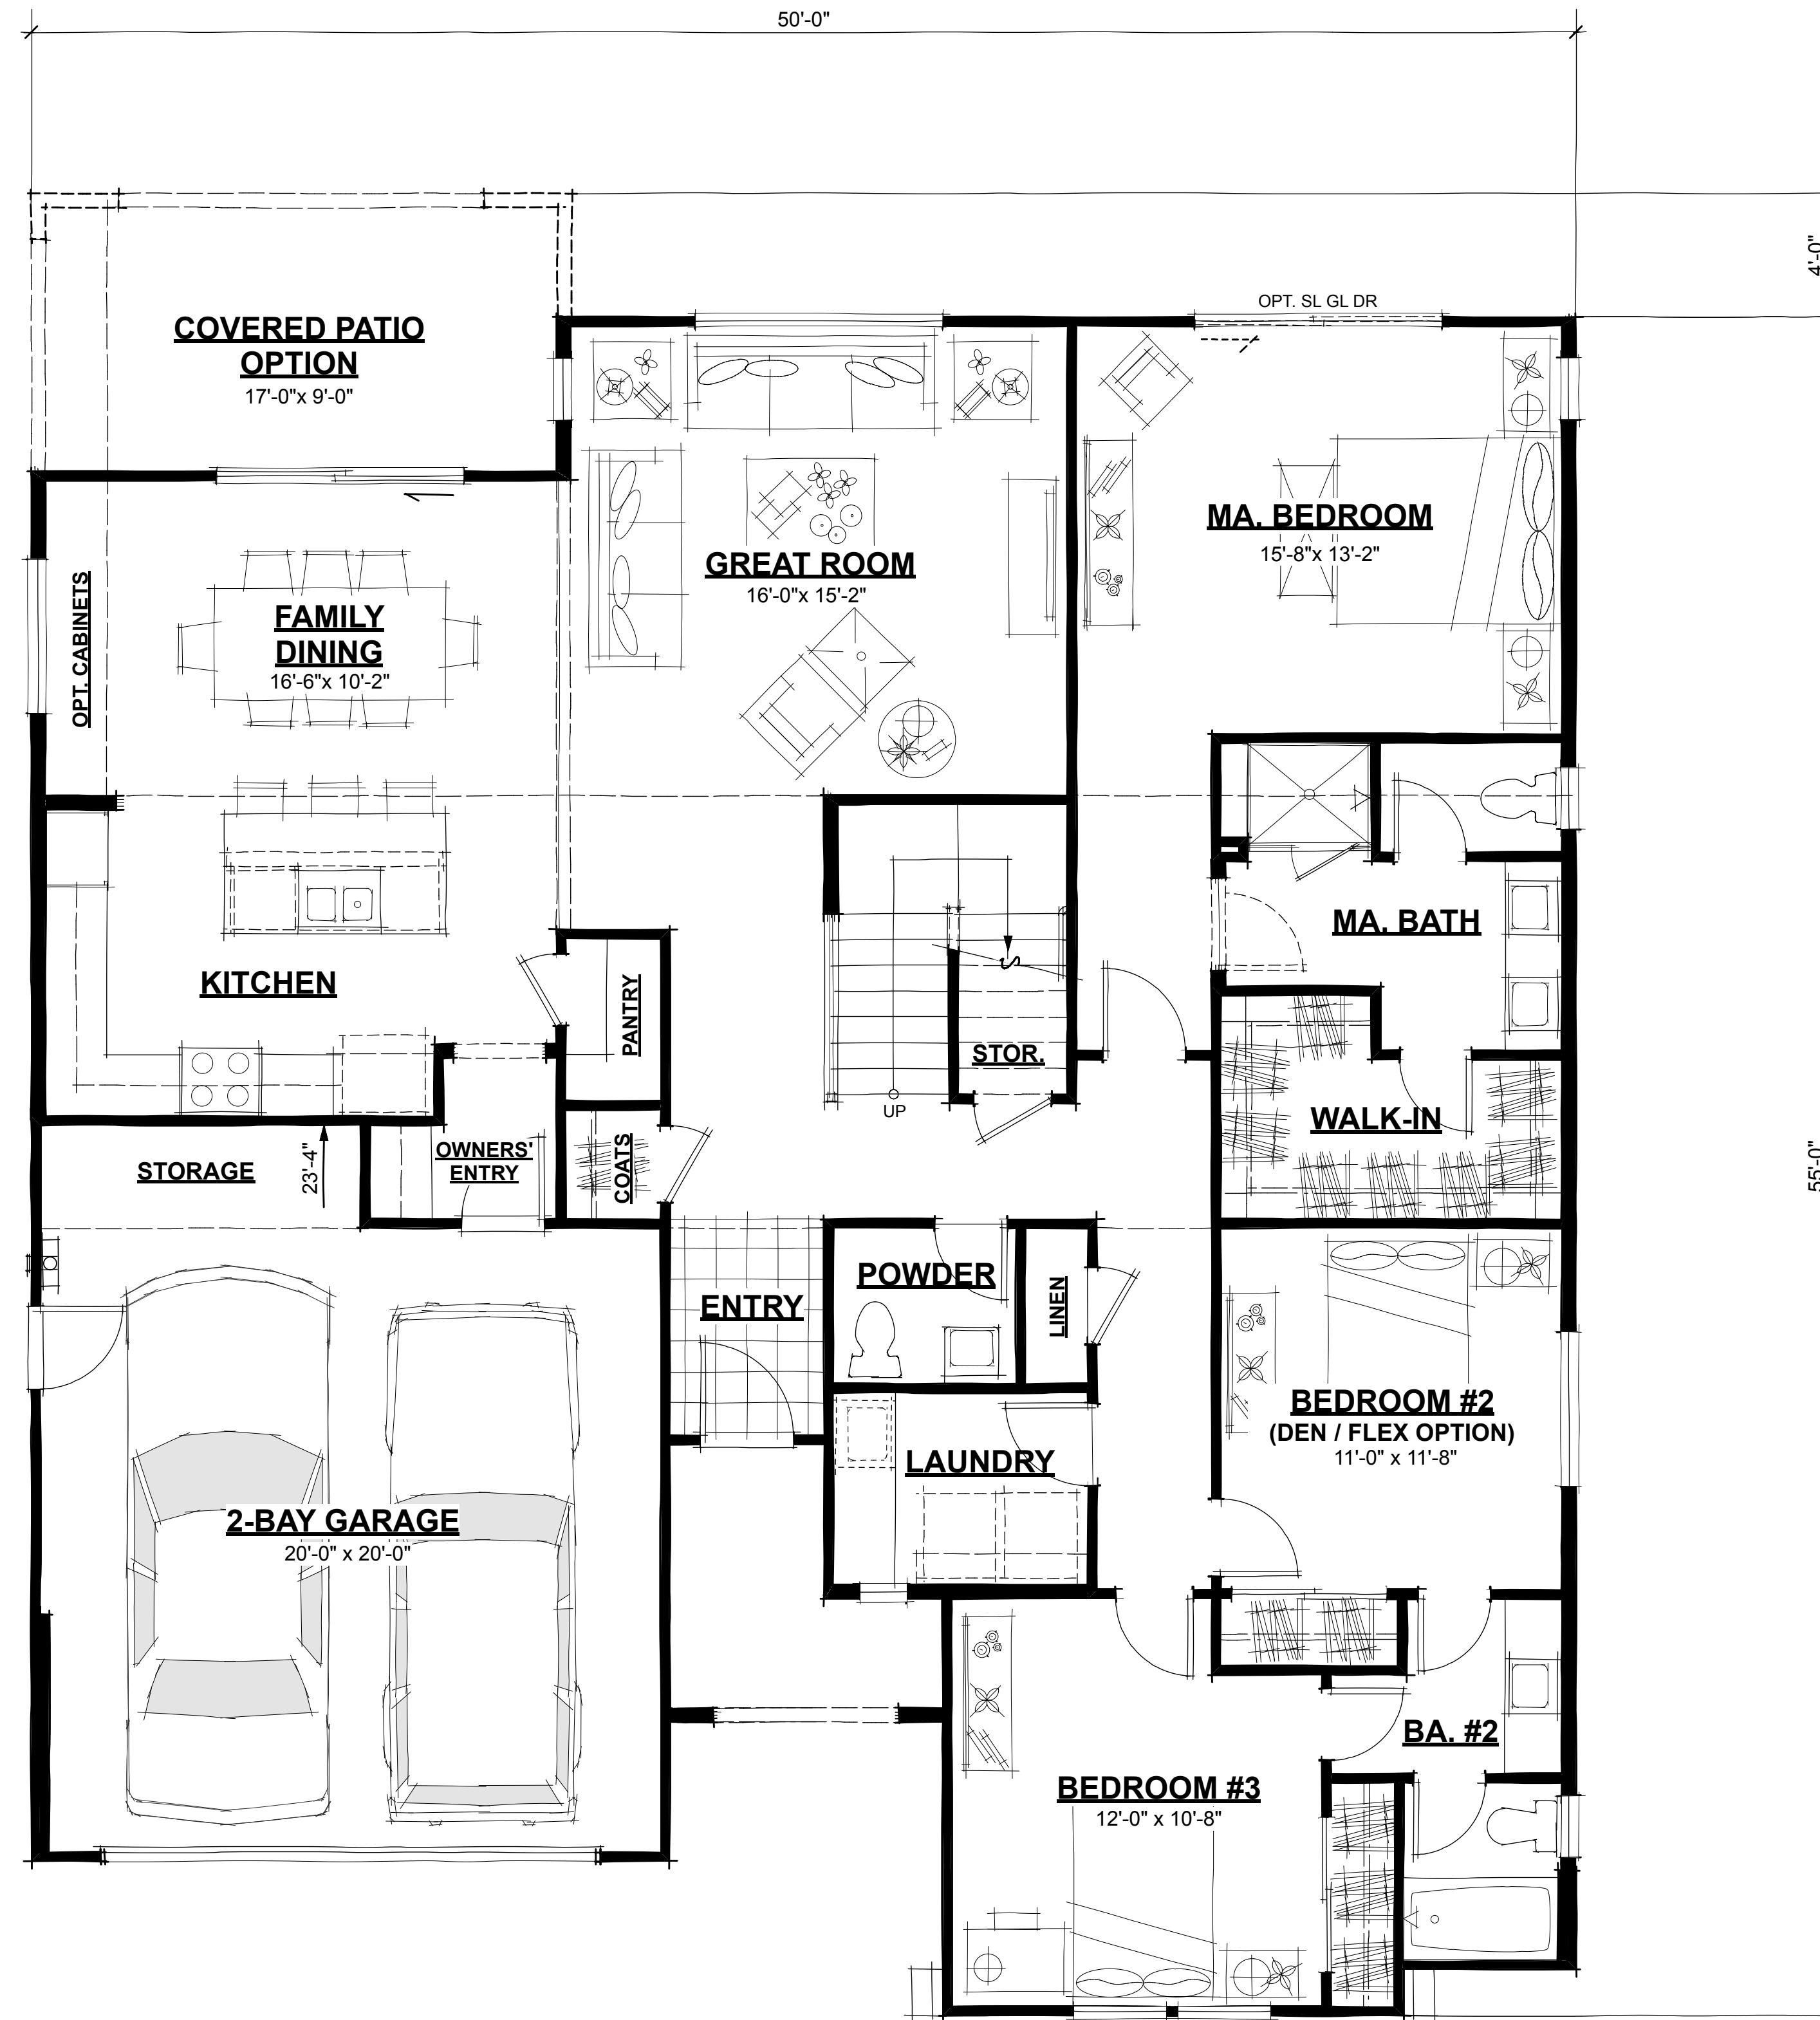 50'-0"
4'-0"
OPT. SL GL DR
COVERED PATIO
OPTION
17'-0"x 9'-0"
MA. BEDROOM
15'-8"x 13'-2"
GREAT ROOM
16'-0"x 15'-2"
OPT. CABINETS
FAMILY
DINING
16'-6"x 10'-2"
MA. BATH
KITCHEN
PANTRY
STOR.
UP
WALK-IN
55'-0"
STORAGE
23'-4"
OWNERS'
ENTRY
COATS
POWDER
ENTRY
LINEN
BEDROOM #2
(DEN / FLEX OPTION)
11'-0" x 11'-8"
LAUNDRY
2-BAY GARAGE
20'-0" x 20'-0"
BA. #2
BEDROOM #3
12'-0" x 10'-8"